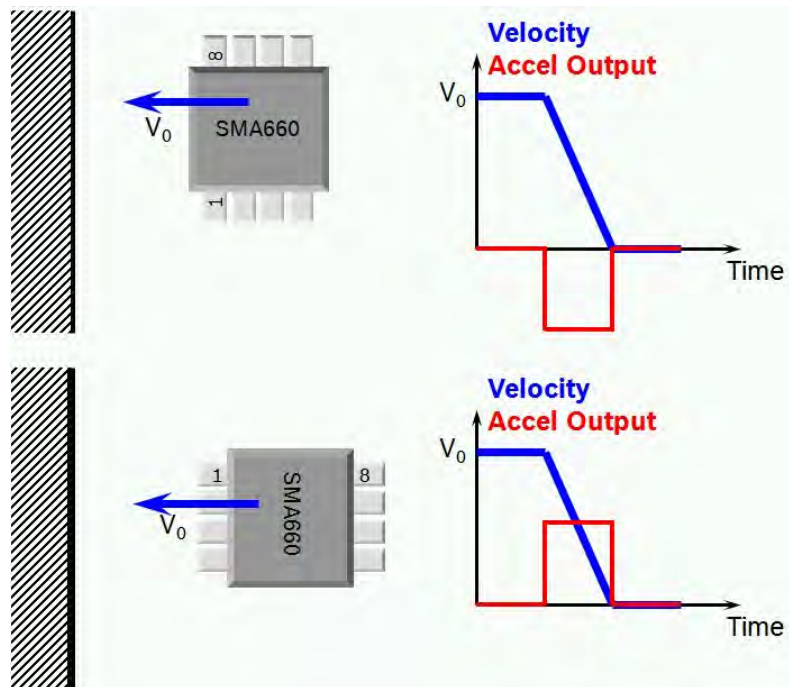 Velocity
Accel Output
8
V₀
V₀
SMA660
1
Time
Velocity
Accel Output
V₀
1
8
SMA660
V₀
Time